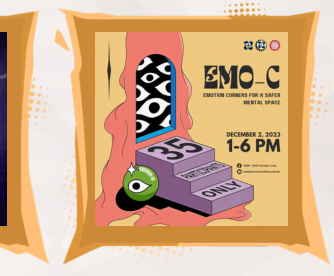 EMO-C
EMOTION CORNERS FOR A SAFER
MENTAL SPACE
DECEMBER 2, 2023
1-6 PM
35
PARTICIPANTS
ONLY